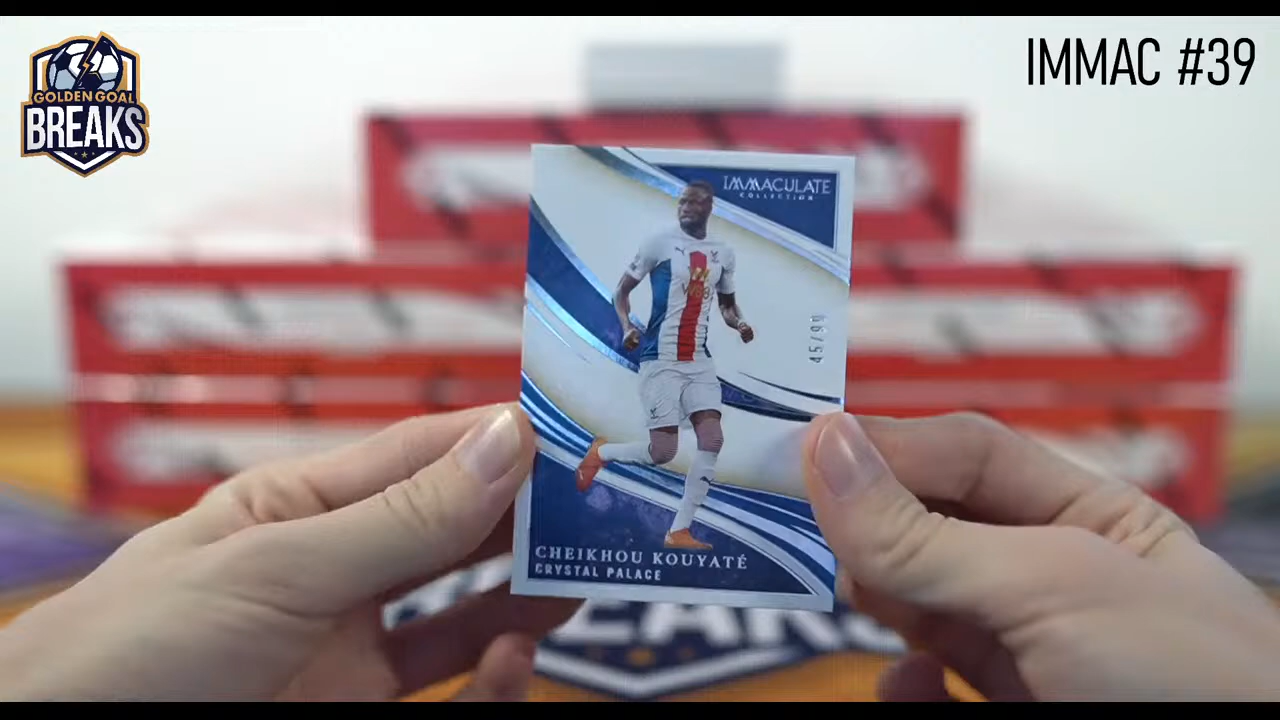 GOLDEN GOAL
BREAKS
IMMAC #39
IMMACULATE
COLLECTION
45/99
CHEIKHOU KOUYATÉ
CRYSTAL PALACE